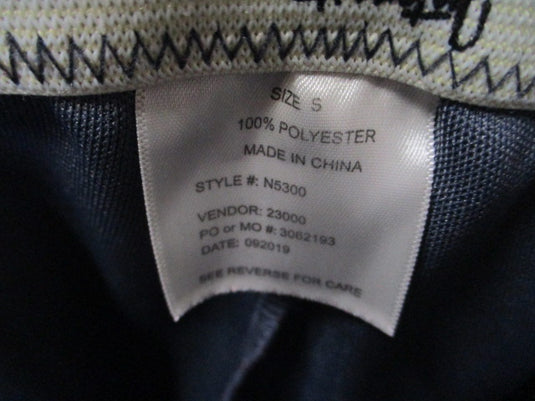 SIZE S
100% POLYESTER
MADE IN CHINA
STYLE #: N5300
VENDOR: 23000
PO or MO #: 3062193
DATE: 092019
SEE REVERSE FOR CARE